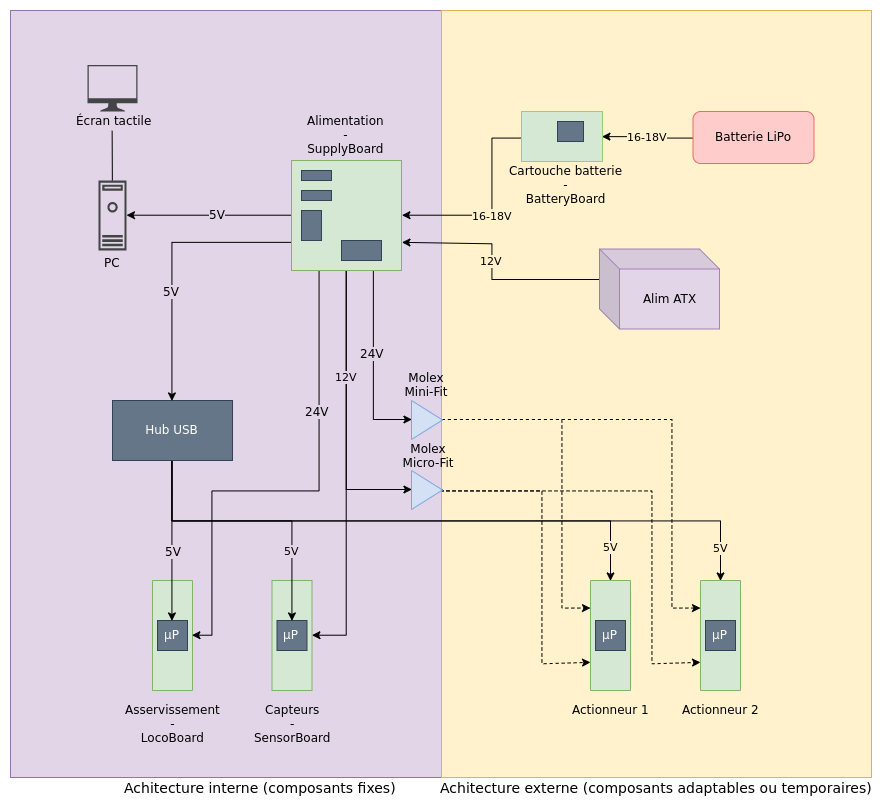 Écran tactile
Alimentation
-
SupplyBoard
16-18V
Batterie LiPo
Cartouche batterie
-
BatteryBoard
5V
16-18V
PC
12V
5V
Alim ATX
24V
12V
Molex
Mini-Fit
24V
Hub USB
Molex
Micro-Fit
5V
5V
5V
5V
µP
µP
µP
µP
Asservissement
-
LocoBoard
Capteurs
-
SensorBoard
Actionneur 1
Actionneur 2
Achitecture interne (composants fixes)
Achitecture externe (composants adaptables ou temporaires)